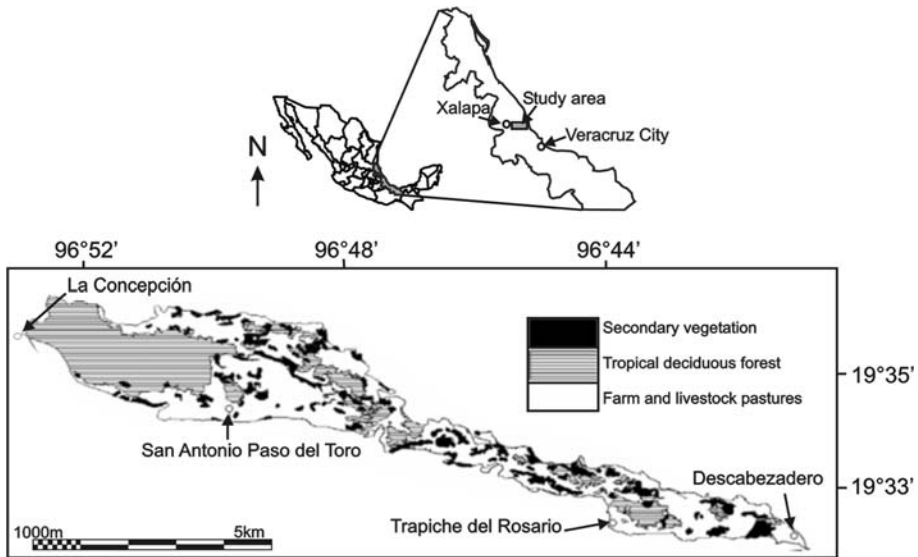 Xalapa
Study area
Veracruz City
N
96°52'
96°48'
96°44'
La Concepción
Secondary vegetation
Tropical deciduous forest
Farm and livestock pastures
19°35'
San Antonio Paso del Toro
Descabezadero
19°33'
Trapiche del Rosario
1000m
5km